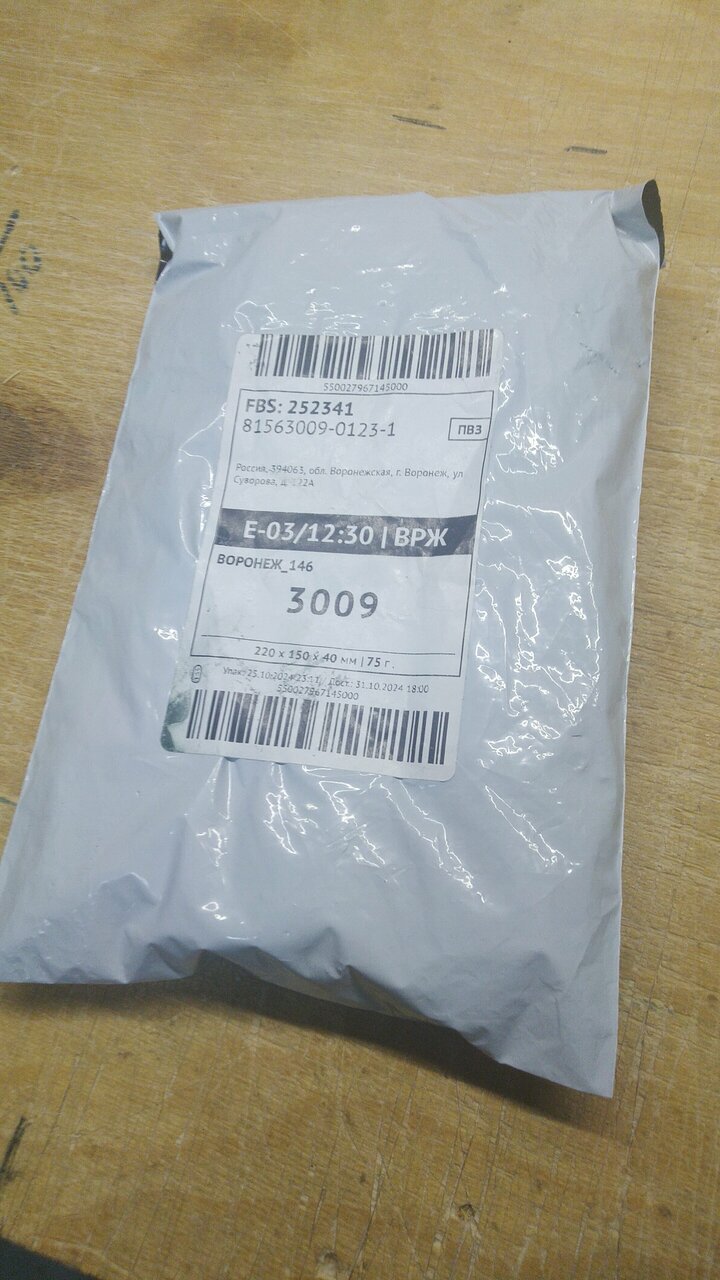 550027967145000
FBS: 252341
81563009-0123-1
ПВЗ
Россия, 394063, обл. Воронежская, г. Воронеж, ул
Суворова, д. 122А
E-03/12:30 | ВРЖ
ВОРОНЕЖ_146
3009
220 x 150 x 40 мм | 75 г.
Упак.: 25.10.2024 23:11, Дост.: 31.10.2024 18:00
550027967145000